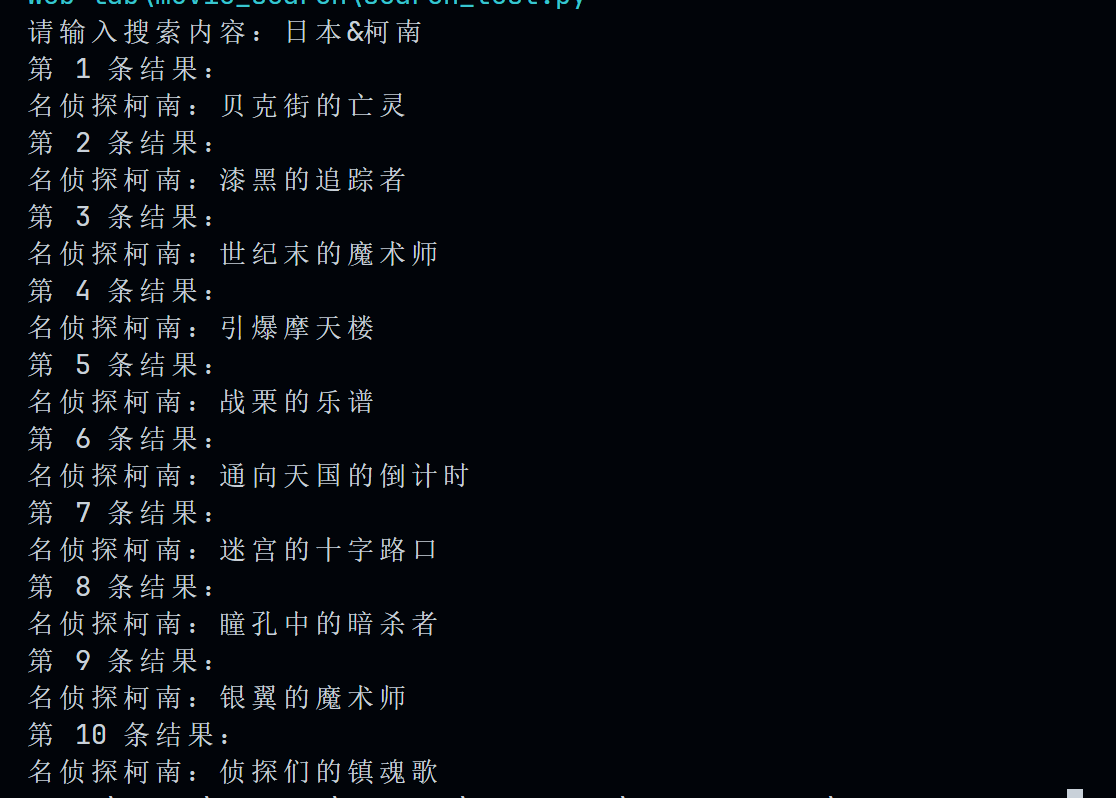 web-lab\movie_search\search_test.py
请输入搜索内容：日本&柯南
第 1 条结果：
名侦探柯南：贝克街的亡灵
第 2 条结果：
名侦探柯南：漆黑的追踪者
第 3 条结果：
名侦探柯南：世纪末的魔术师
第 4 条结果：
名侦探柯南：引爆摩天楼
第 5 条结果：
名侦探柯南：战栗的乐谱
第 6 条结果：
名侦探柯南：通向天国的倒计时
第 7 条结果：
名侦探柯南：迷宫的十字路口
第 8 条结果：
名侦探柯南：瞳孔中的暗杀者
第 9 条结果：
名侦探柯南：银翼的魔术师
第 10 条结果：
名侦探柯南：侦探们的镇魂歌